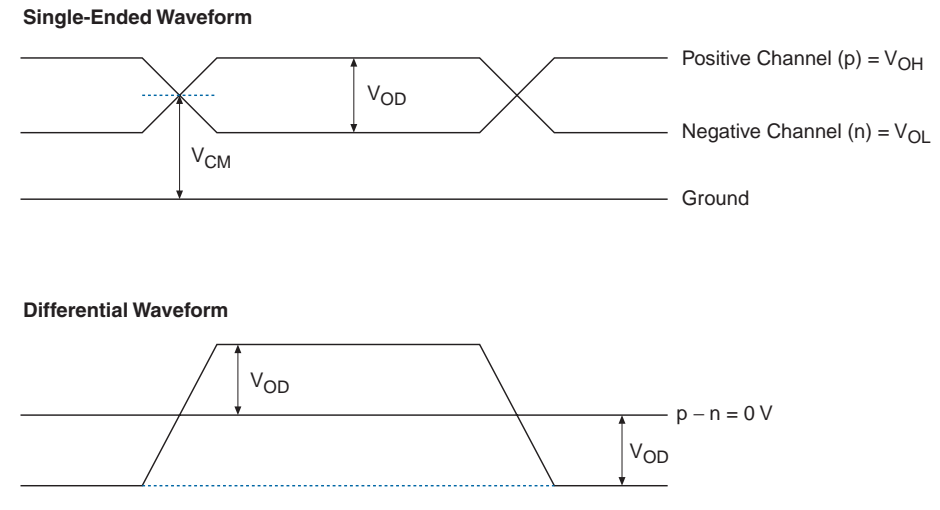 Single-Ended Waveform
Positive Channel (p) = VOH
VOD
Negative Channel (n) = VOL
VCM
Ground
Differential Waveform
VOD
p − n = 0 V
VOD